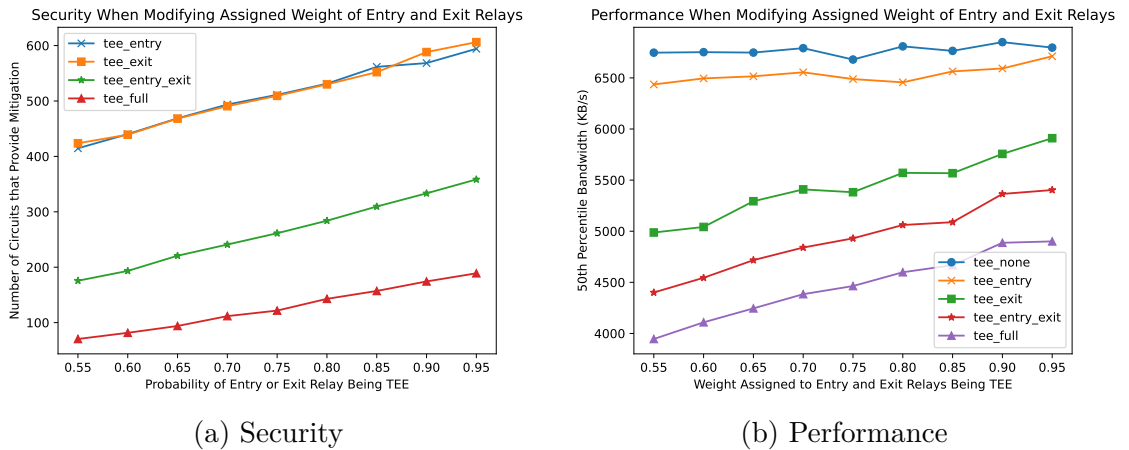 Security When Modifying Assigned Weight of Entry and Exit Relays
600
500
400
300
200
100
Number of Circuits that Provide Mitigation
tee_entry
tee_exit
tee_entry_exit
tee_full
0.55 0.60 0.65 0.70 0.75 0.80 0.85 0.90 0.95
Probability of Entry or Exit Relay Being TEE
(a) Security
Performance When Modifying Assigned Weight of Entry and Exit Relays
6500
6000
5500
5000
4500
4000
50th Percentile Bandwidth (KB/s)
tee_none
tee_entry
tee_exit
tee_entry_exit
tee_full
0.55 0.60 0.65 0.70 0.75 0.80 0.85 0.90 0.95
Weight Assigned to Entry and Exit Relays Being TEE
(b) Performance